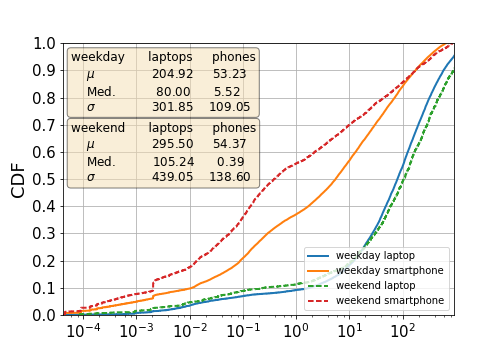 1.0
0.9
0.8
0.7
0.6
0.5
0.4
0.3
0.2
0.1
0.0
CDF
weekday laptops phones
μ 204.92 53.23
Med. 80.00 5.52
σ 301.85 109.05
weekend laptops phones
μ 295.50 54.37
Med. 105.24 0.39
σ 439.05 138.60
weekday laptop
weekday smartphone
weekend laptop
weekend smartphone
10⁻⁴ 10⁻³ 10⁻² 10⁻¹ 10⁰ 10¹ 10²